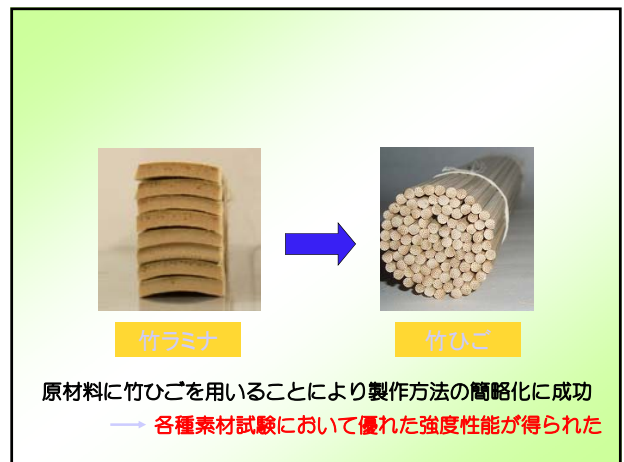 竹ラミナ
竹ひご
原材料に竹ひごを用いることにより製作方法の簡略化に成功
各種素材試験において優れた強度性能が得られた